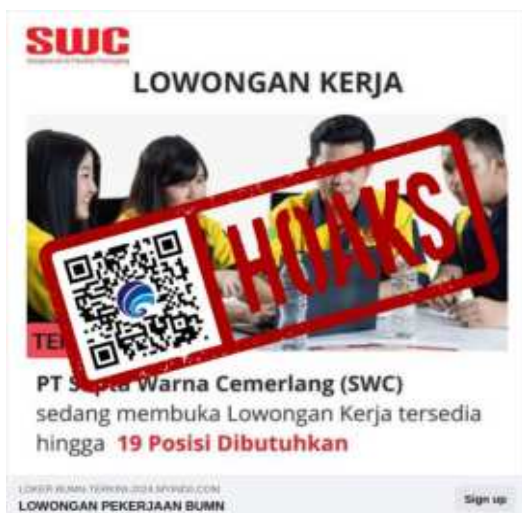 SWC
LOWONGAN KERJA
HOAKS
PT Warna Cemerlang (SWC)
sedang membuka Lowongan Kerja tersedia
hingga 19 Posisi Dibutuhkan
LOWONGAN PEKERJAAN BUMN
Sign up